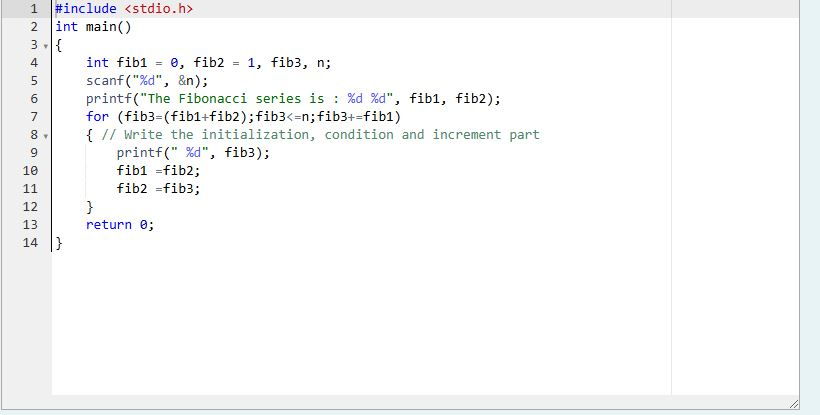 1 #include <stdio.h>
2 int main()
3 {
4     int fib1 = 0, fib2 = 1, fib3, n;
5     scanf("%d", &n);
6     printf("The Fibonacci series is : %d %d", fib1, fib2);
7     for (fib3=(fib1+fib2);fib3<=n;fib3+=fib1)
8     { // Write the initialization, condition and increment part
9         printf(" %d", fib3);
10         fib1 =fib2;
11         fib2 =fib3;
12     }
13     return 0;
14 }